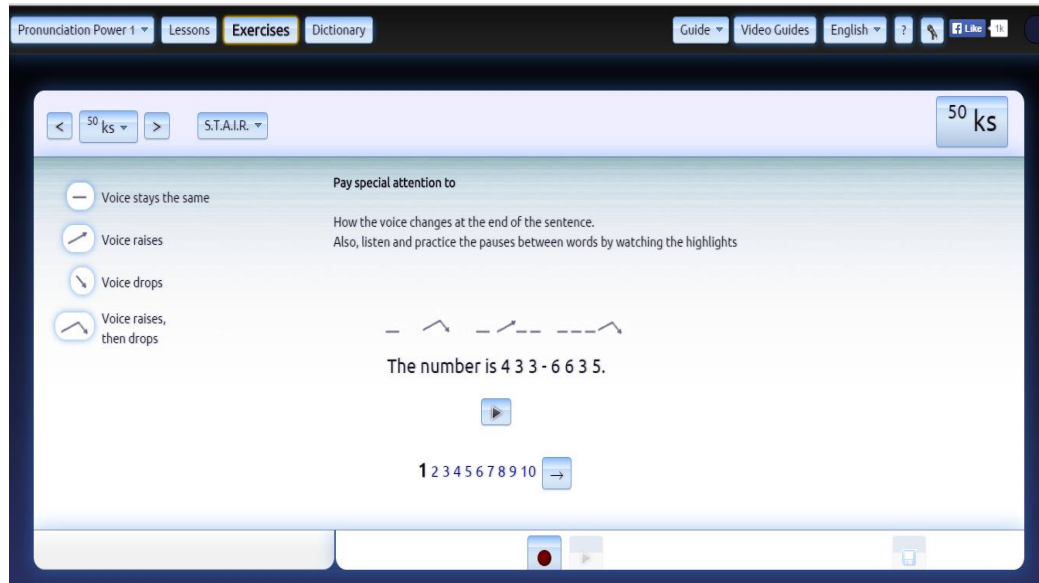 Pronunciation Power 1 Lessons Exercises Dictionary Guide Video Guides English ? Like 1k
< 50 ks > S.T.A.I.R. 50 ks
Voice stays the same
Voice raises
Voice drops
Voice raises,
then drops
Pay special attention to
How the voice changes at the end of the sentence.
Also, listen and practice the pauses between words by watching the highlights
The number is 4 3 3 - 6 6 3 5.
1 2 3 4 5 6 7 8 9 10 →